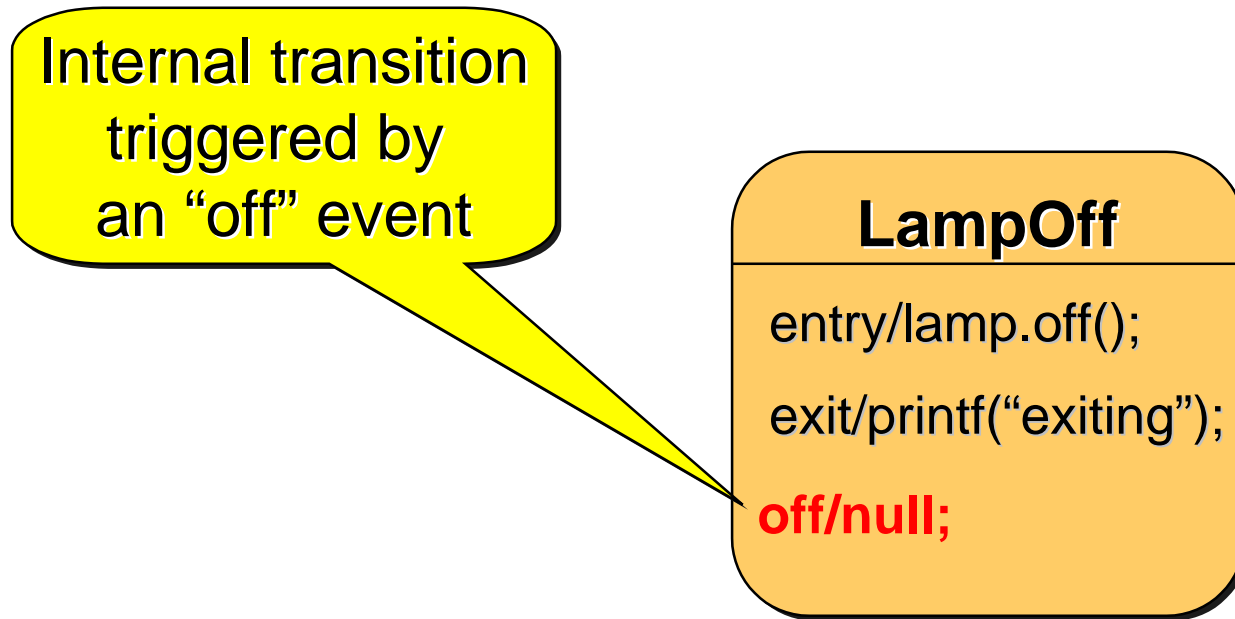 Internal transition
triggered by
an “off” event
LampOff
entry/lamp.off();
exit/printf(“exiting”);
off/null;